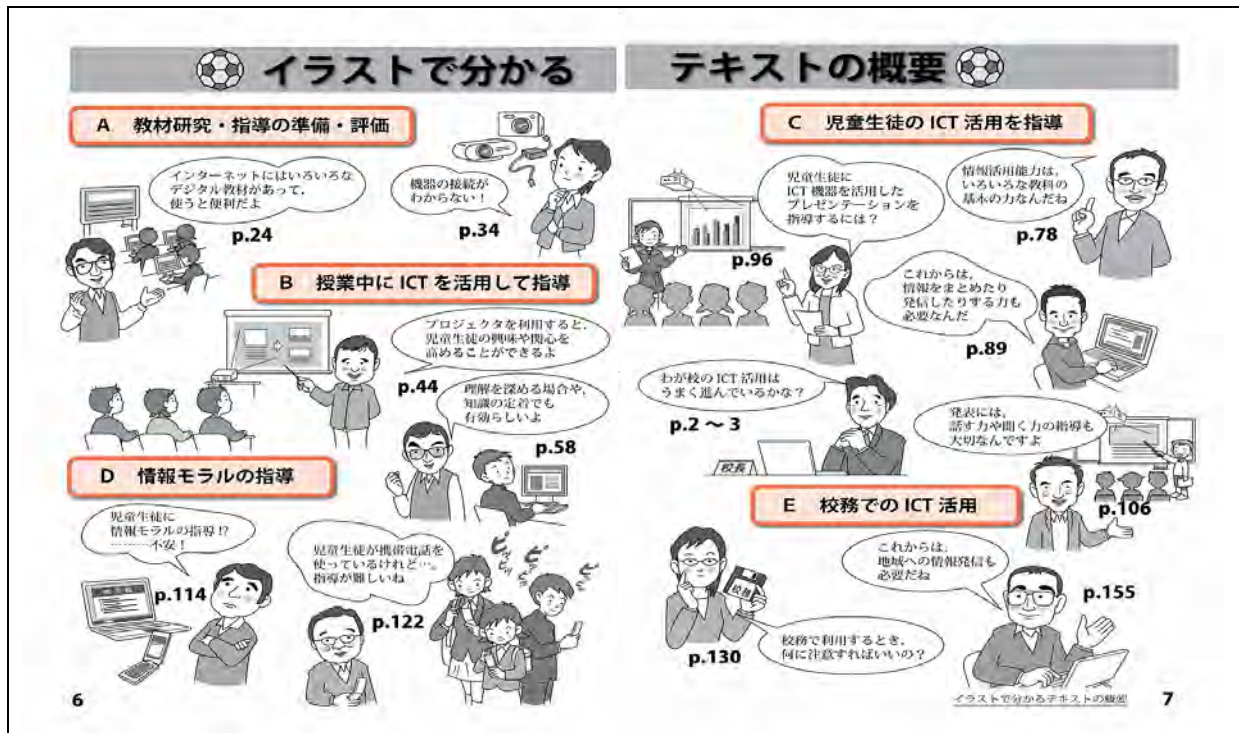 イラストで分かる
A 教材研究・指導の準備・評価
インターネットにはいろいろな
デジタル教材があって,
使うと便利だよ
p.24
機器の接続が
わからない！
p.34
B 授業中に ICT を活用して指導
プロジェクタを利用すると,
児童生徒の興味や関心を
高めることができるよ
p.44
理解を深める場合や,
知識の定着でも
有効らしいよ
p.58
D 情報モラルの指導
児童生徒に
情報モラルの指導!?
………不安！
p.114
児童生徒が携帯電話を
使っているけれど…。
指導が難しいね
p.122
ピッ
ピッ
ピッ
6
テキストの概要
C 児童生徒の ICT 活用を指導
児童生徒に
ICT 機器を活用した
プレゼンテーションを
指導するには？
p.96
情報活用能力は,
いろいろな教科の
基本の力なんだね
p.78
これからは,
情報をまとめたり
発信したりする力も
必要なんだ
p.89
わが校の ICT 活用は
うまく進んでいるかな？
p.2 〜 3
校長
発表には,
話す力や聞く力の指導も
大切なんですよ
p.106
E 校務での ICT 活用
校務
校務で利用するとき,
何に注意すればいいの？
p.130
これからは,
地域への情報発信も
必要だね
p.155
イラストで分かるテキストの概要
7